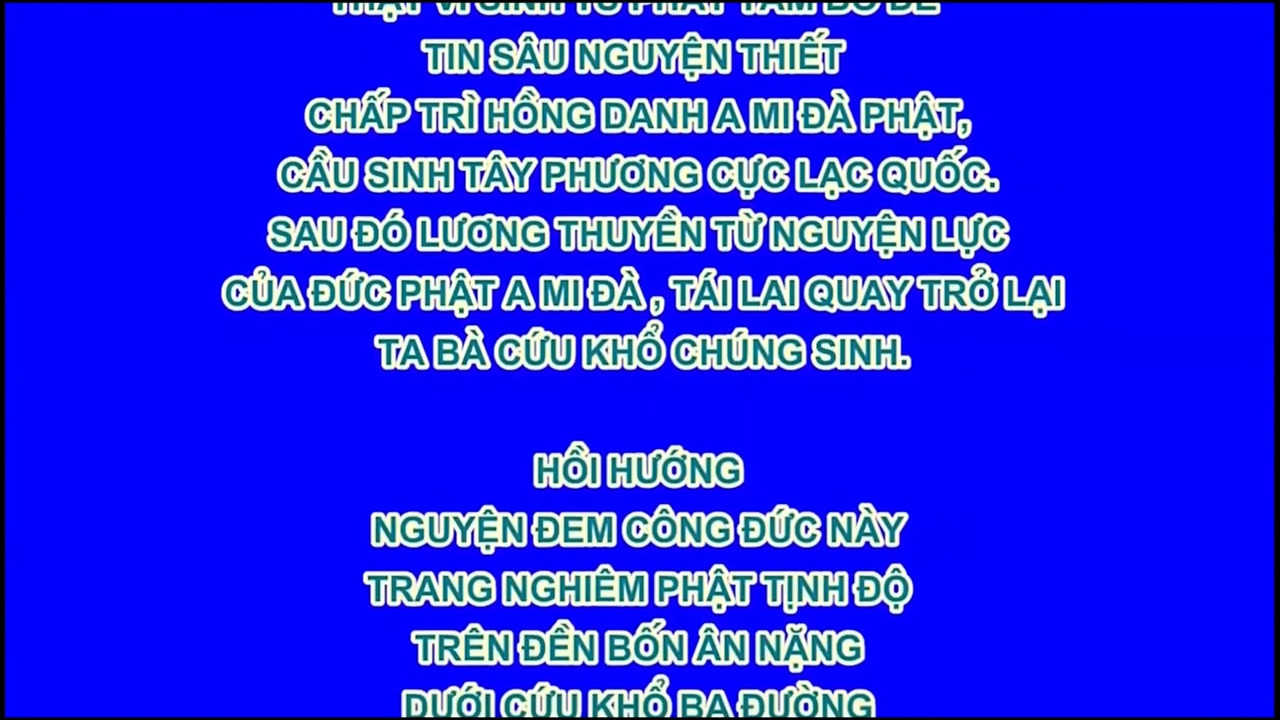 THẬT VÌ SINH TỬ PHÁT TÂM BỒ ĐỀ
TIN SÂU NGUYỆN THIẾT
CHẤP TRÌ HỒNG DANH A MI ĐÀ PHẬT,
CẦU SINH TÂY PHƯƠNG CỰC LẠC QUỐC.
SAU ĐÓ LƯƠNG THUYỀN TỪ NGUYỆN LỰC
CỦA ĐỨC PHẬT A MI ĐÀ , TÁI LAI QUAY TRỞ LẠI
TA BÀ CỨU KHỔ CHÚNG SINH.
HỒI HƯỚNG
NGUYỆN ĐEM CÔNG ĐỨC NÀY
TRANG NGHIÊM PHẬT TỊNH ĐỘ
TRÊN ĐỀN BỐN ÂN NẶNG
DƯỚI CỨU KHỔ BA ĐƯỜNG